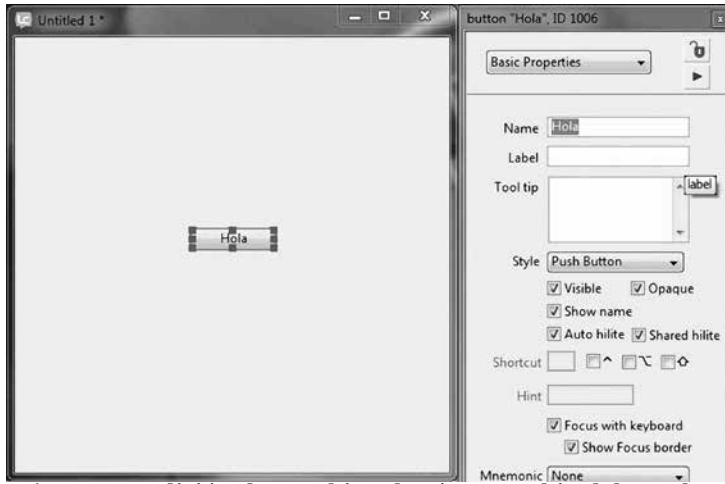 Untitled 1 *
Hola
button "Hola", ID 1006
Basic Properties
Name Hola
Label
label
Tool tip
Style Push Button
Visible Opaque
Show name
Auto hilite Shared hilite
Shortcut
Hint
Focus with keyboard
Show Focus border
Mnemonic None